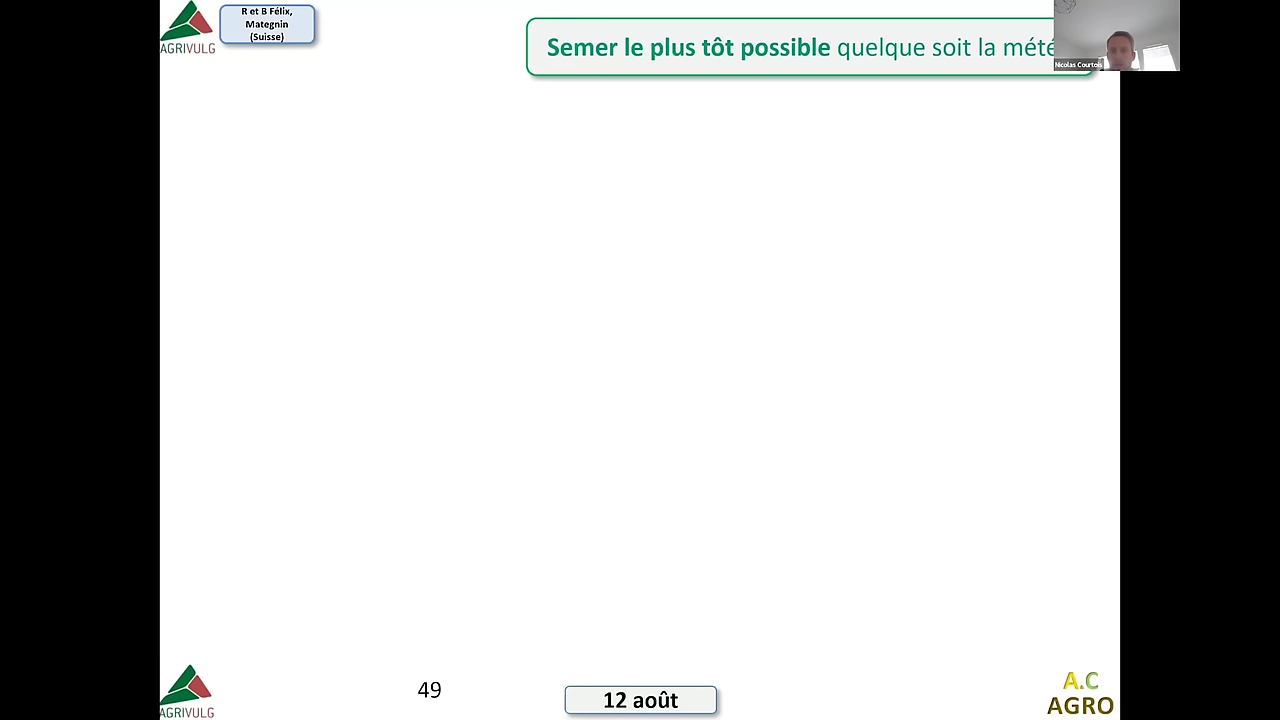 AGRIVULG
R et B Félix,
Mategnin
(Suisse)
Semer le plus tôt possible quelque soit la mété
Nicolas Courtois
49
12 août
AGRIVULG
A.C
AGRO